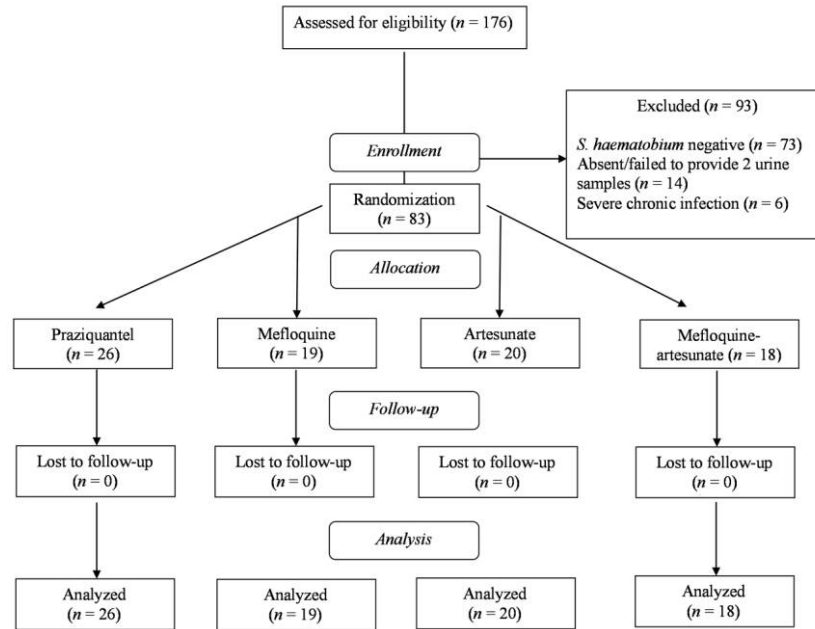 Assessed for eligibility (n = 176)
Excluded (n = 93)
S. haematobium negative (n = 73)
Absent/failed to provide 2 urine
samples (n = 14)
Severe chronic infection (n = 6)
Enrollment
Randomization
(n = 83)
Allocation
Praziquantel
(n = 26)
Mefloquine
(n = 19)
Artesunate
(n = 20)
Mefloquine-
artesunate (n = 18)
Follow-up
Lost to follow-up
(n = 0)
Lost to follow-up
(n = 0)
Lost to follow-up
(n = 0)
Lost to follow-up
(n = 0)
Analysis
Analyzed
(n = 26)
Analyzed
(n = 19)
Analyzed
(n = 20)
Analyzed
(n = 18)